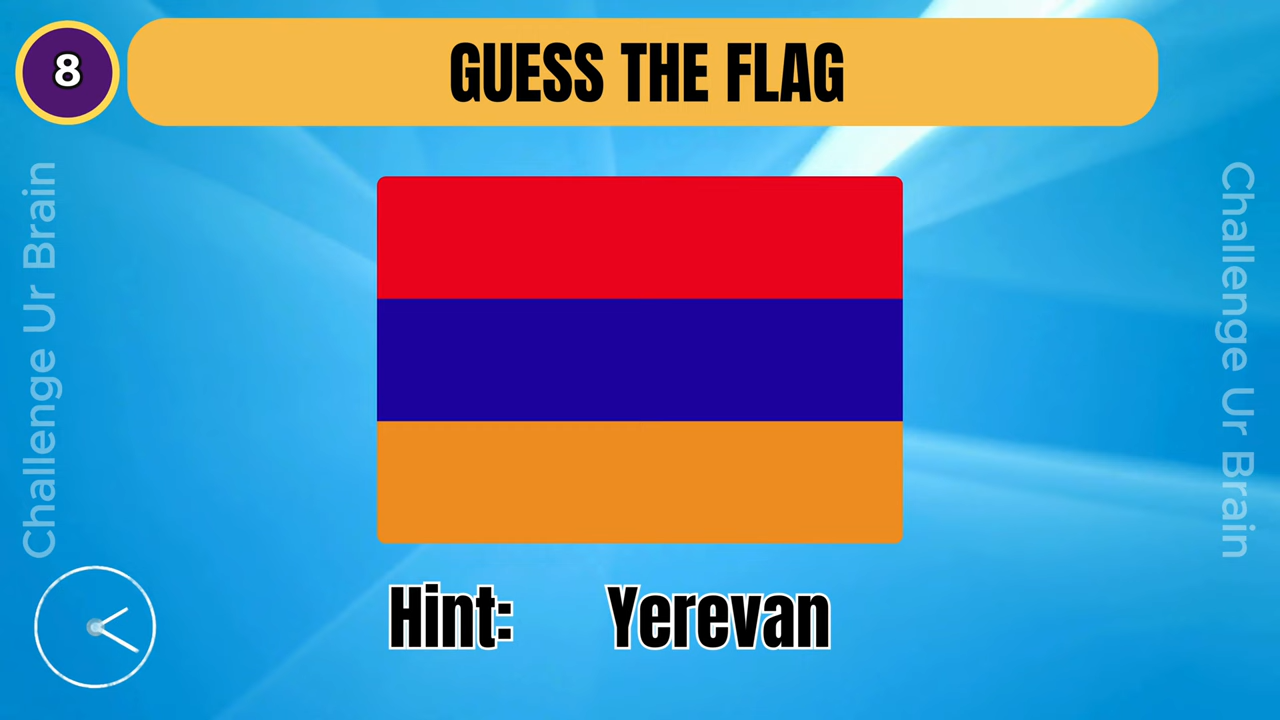 8
GUESS THE FLAG
Challenge Ur Brain
Challenge Ur Brain
Hint: Yerevan